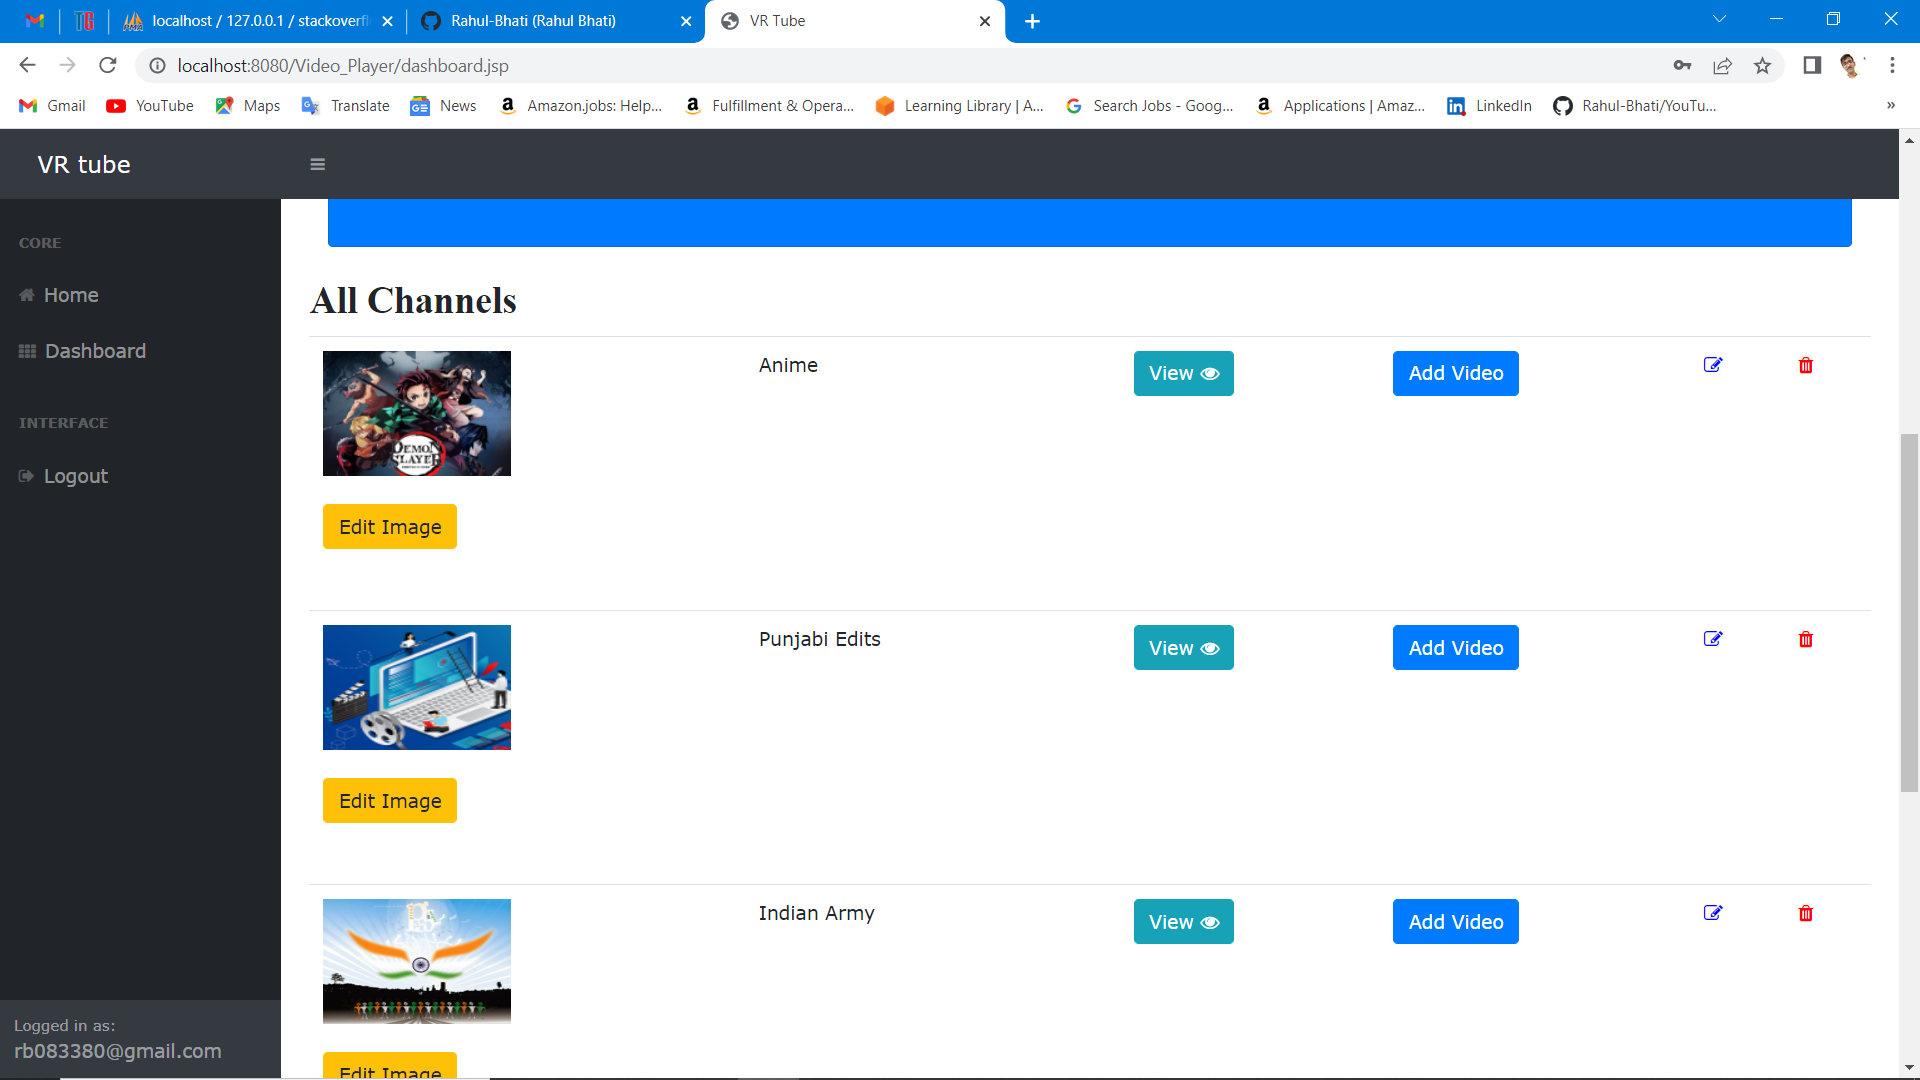 localhost / 127.0.0.1 / stackoverfl
Rahul-Bhati (Rahul Bhati)
VR Tube
localhost:8080/Video_Player/dashboard.jsp
Gmail
YouTube
Maps
Translate
News
Amazon.jobs: Help...
Fulfillment & Opera...
Learning Library | A...
Search Jobs - Goog...
Applications | Amaz...
LinkedIn
Rahul-Bhati/YouTu...
VR tube
CORE
Home
Dashboard
INTERFACE
Logout
Logged in as:
rb083380@gmail.com
All Channels
DEMON
SLAYER
Anime
View
Add Video
Edit Image
Punjabi Edits
View
Add Video
Edit Image
Indian Army
View
Add Video
Edit Image